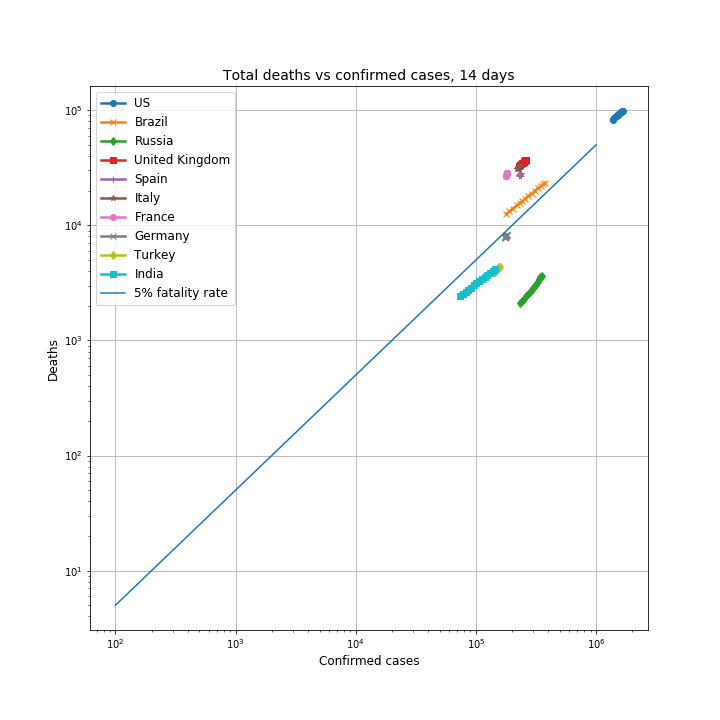 Total deaths vs confirmed cases, 14 days
US
Brazil
Russia
United Kingdom
Spain
Italy
France
Germany
Turkey
India
5% fatality rate
Deaths
10⁵
10⁴
10³
10²
10¹
10² 10³ 10⁴ 10⁵ 10⁶
Confirmed cases